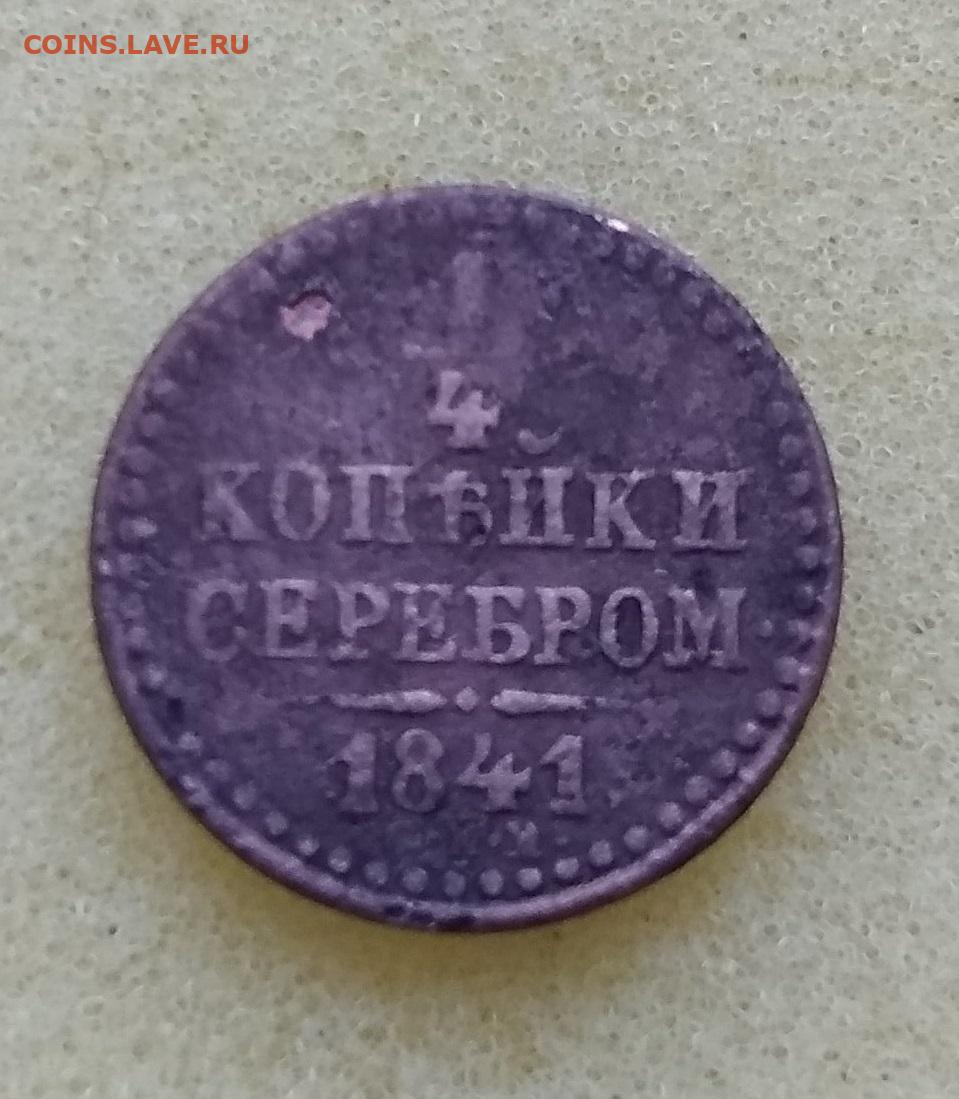 COINS.LAVE.RU
1
4
КОПѢЙКИ
СЕРЕБРОМ
1841